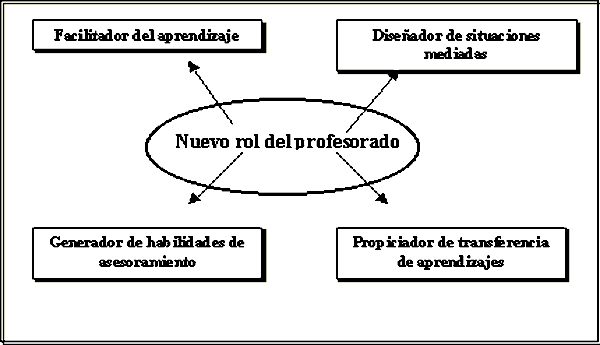 Facilitador del aprendizaje
Diseñador de situaciones
mediadas
Nuevo rol del profesorado
Generador de habilidades de
asesoramiento
Propiciador de transferencia
de aprendizajes